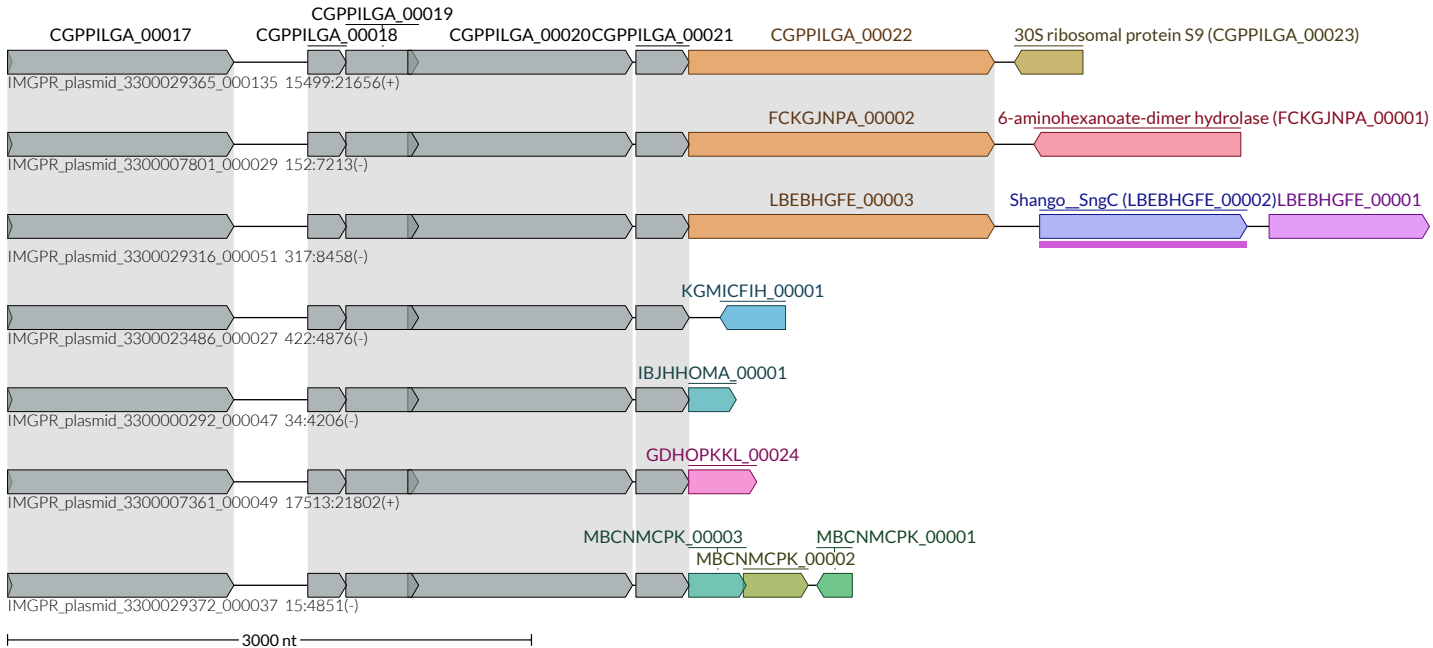 CGPPILGA_00019
CGPPILGA_00017 CGPPILGA_00018 CGPPILGA_00020 CGPPILGA_00021 CGPPILGA_00022 30S ribosomal protein S9 (CGPPILGA_00023)
IMGPR_plasmid_3300029365_000135 15499:21656(+)
FCKGJNPA_00002 6-aminohexanoate-dimer hydrolase (FCKGJNPA_00001)
IMGPR_plasmid_3300007801_000029 152:7213(-)
LBEBHGFE_00003 Shango__SngC (LBEBHGFE_00002) LBEBHGFE_00001
IMGPR_plasmid_3300029316_000051 317:8458(-)
KGMICFIH_00001
IMGPR_plasmid_3300023486_000027 422:4876(-)
IBJHHOMA_00001
IMGPR_plasmid_3300000292_000047 34:4206(-)
GDHOPKKL_00024
IMGPR_plasmid_3300007361_000049 17513:21802(+)
MBCNMCPK_00003 MBCNMCPK_00001
MBCNMCPK_00002
IMGPR_plasmid_3300029372_000037 15:4851(-)
3000 nt